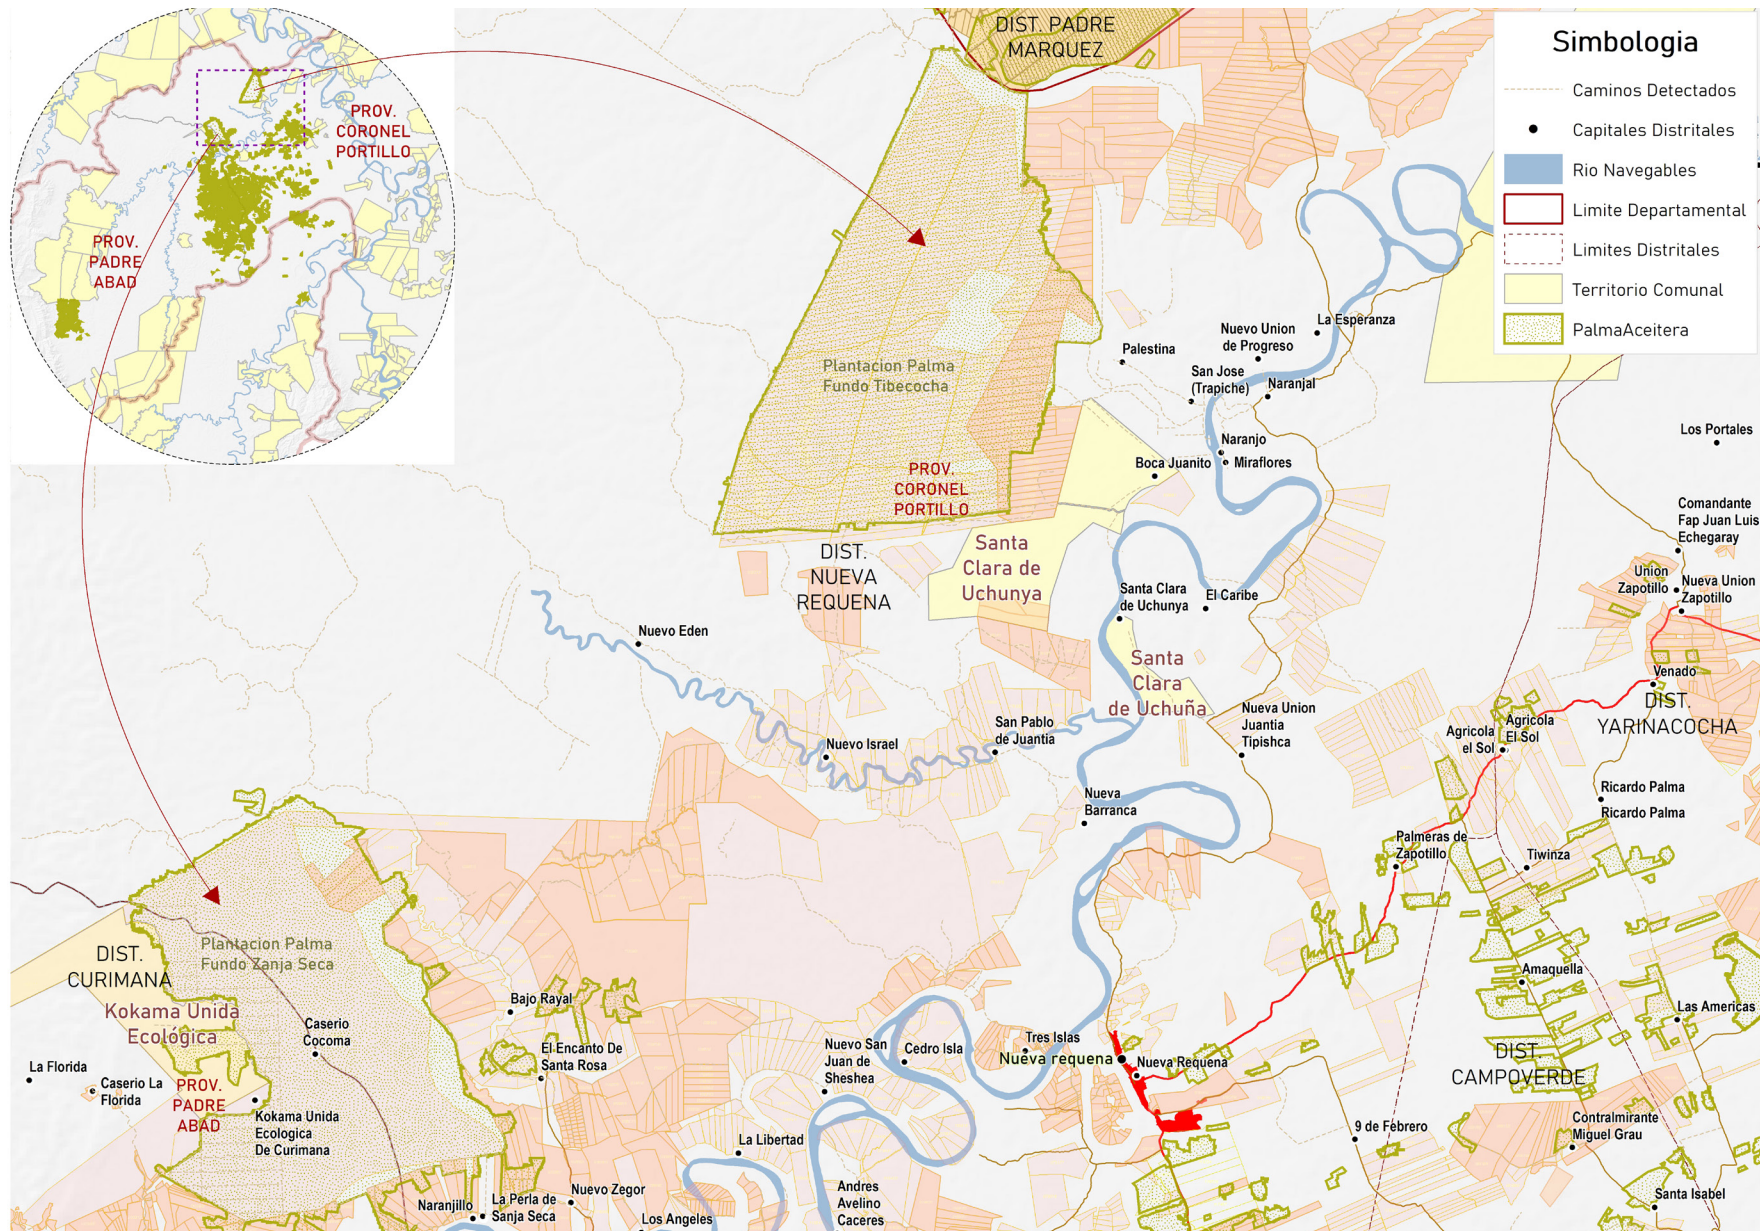 DIST. PADRE
MARQUEZ
Simbologia
Caminos Detectados
Capitales Distritales
Rio Navegables
Limite Departamental
Limites Distritales
Territorio Comunal
PalmaAceitera
PROV.
CORONEL
PORTILLO
PROV.
PADRE
ABAD
Plantacion Palma
Fundo Tibecocha
PROV.
CORONEL
PORTILLO
La Esperanza
Nuevo Union
de Progreso
Palestina
San Jose
(Trapiche)
Naranjal
Naranjo
Miraflores
Boca Juanito
Los Portales
Comandante
Fap Juan Luis
Echegaray
Union
Zapotillo
Nueva Union
Zapotillo
Venado
DIST.
YARINACOCHA
DIST.
NUEVA
REQUENA
Santa
Clara de
Uchunya
Santa Clara
de Uchunya
El Caribe
Santa
Clara
de Uchuña
Nuevo Eden
Nuevo Israel
San Pablo
de Juantia
Nueva Union
Juantia
Tipishca
Agricola
el Sol
Agricola
El Sol
Ricardo Palma
Ricardo Palma
Nueva
Barranca
Palmeras de
Zapotillo
Tiwinza
Plantacion Palma
Fundo Zanja Seca
DIST.
CURIMANA
Kokama Unida
Ecológica
Caserio
Cocoma
La Florida
Caserio La
Florida
PROV.
PADRE
ABAD
Kokama Unida
Ecologica
De Curimana
Bajo Rayal
El Encanto De
Santa Rosa
Nuevo San
Juan de
Sheshea
Cedro Isla
Tres Islas
Nueva requena
Nueva Requena
Amaquella
Las Americas
DIST.
CAMPOVERDE
9 de Febrero
Contralmirante
Miguel Grau
Santa Isabel
La Libertad
Andres
Avelino
Caceres
Naranjillo
La Perla de
Sanja Seca
Nuevo Zegor
Los Angeles